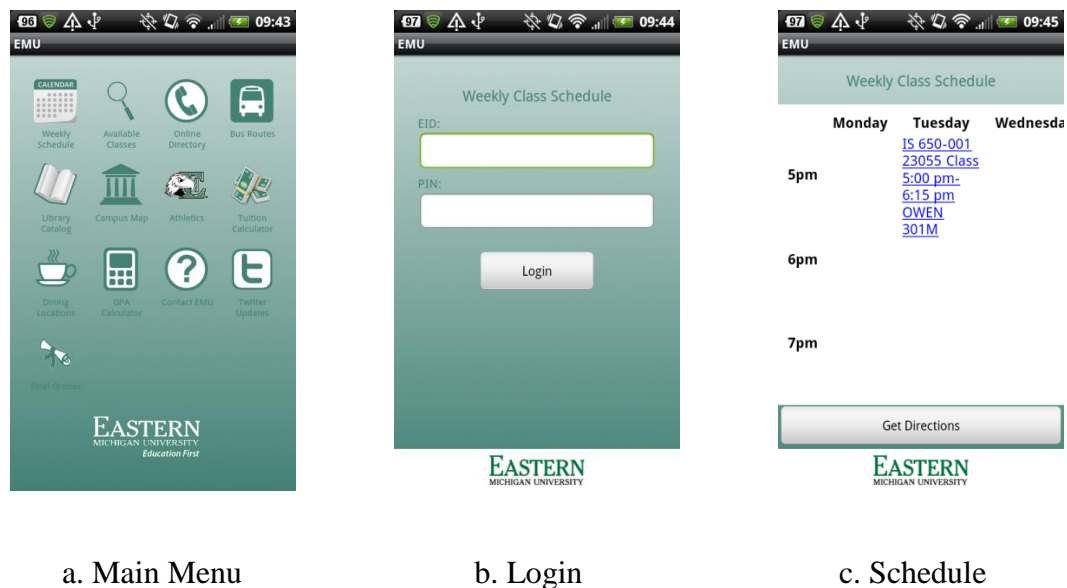 96
09:43
EMU
CALENDAR
Weekly Schedule
Available Classes
Online Directory
Bus Routes
Library Catalog
Campus Map
Athletics
Tuition Calculator
Dining Locations
GPA Calculator
Contact EMU
Twitter Updates
Final Grades
EASTERN
MICHIGAN UNIVERSITY
Education First
a. Main Menu
97
09:44
EMU
Weekly Class Schedule
EID:
PIN:
Login
EASTERN
MICHIGAN UNIVERSITY
b. Login
97
09:45
EMU
Weekly Class Schedule
Monday Tuesday Wednesda
IS 650-001
23055 Class
5pm
5:00 pm-
6:15 pm
OWEN
301M
6pm
7pm
Get Directions
EASTERN
MICHIGAN UNIVERSITY
c. Schedule